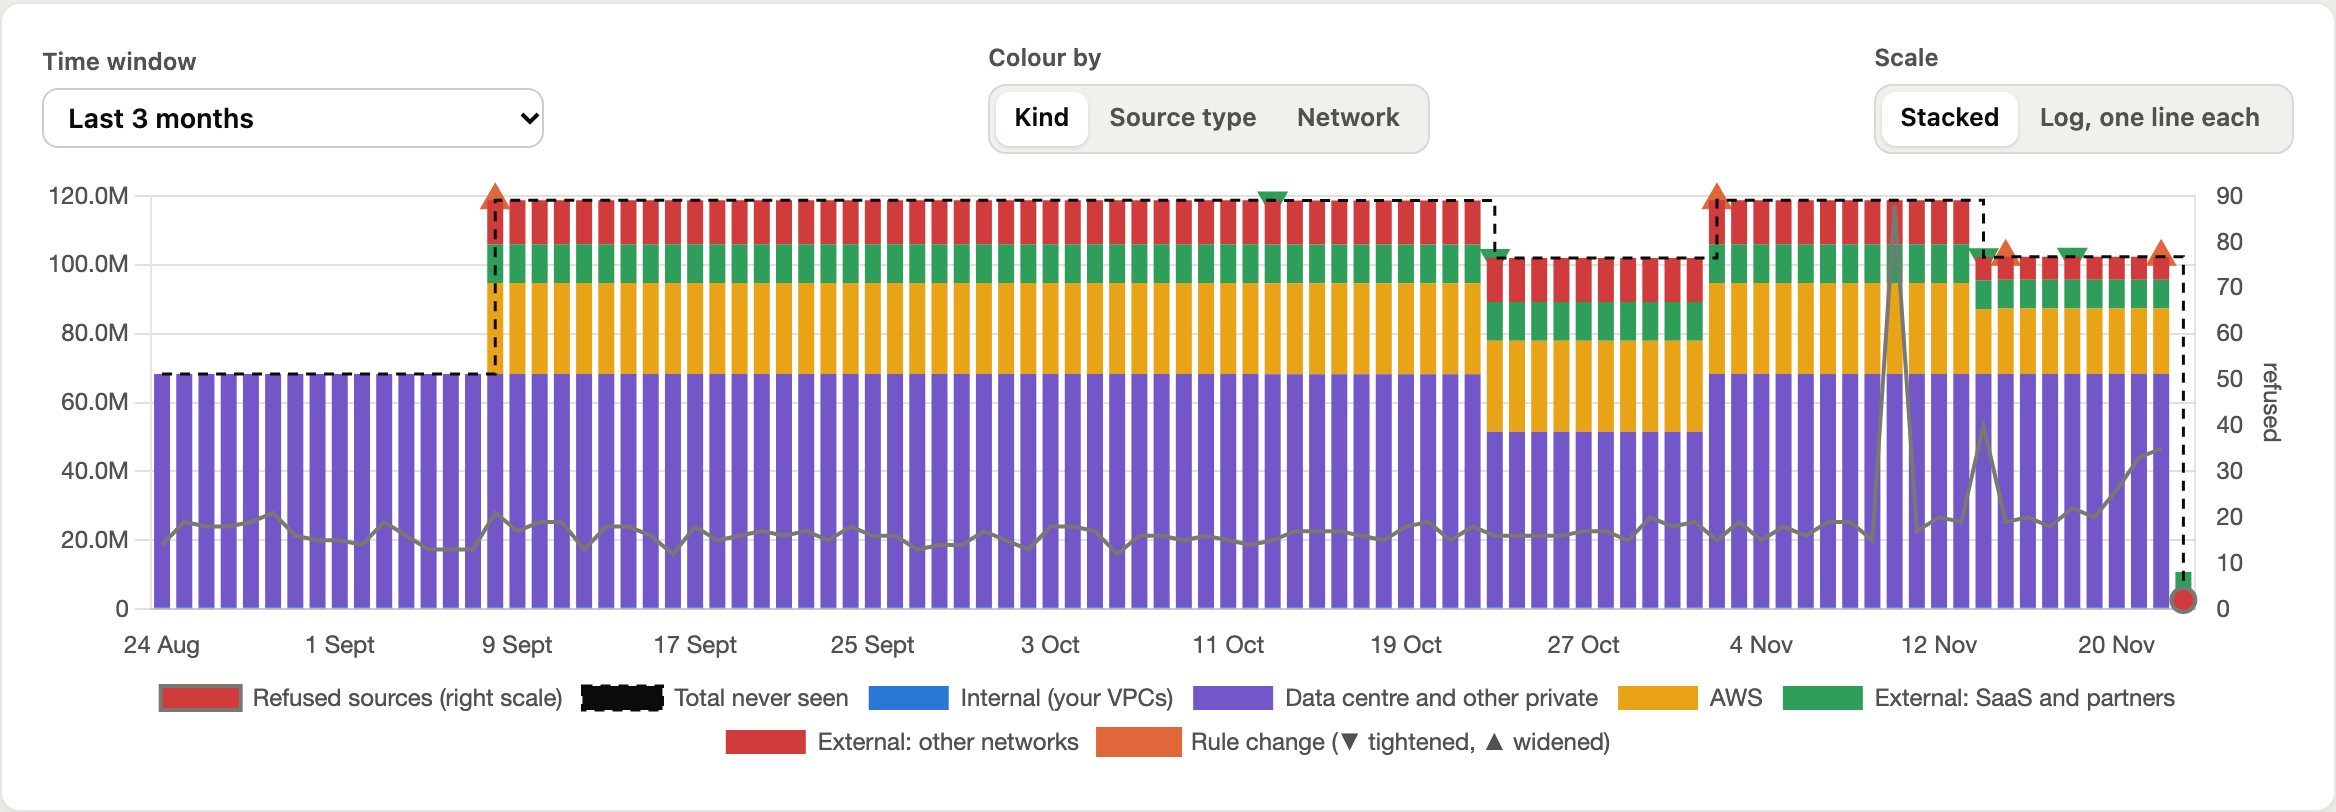 Time window
Colour by
Scale
Last 3 months
Kind Source type Network
Stacked Log, one line each
120.0M
100.0M
80.0M
60.0M
40.0M
20.0M
0
90
80
70
60
50
40
30
20
10
0
refused
24 Aug 1 Sept 9 Sept 17 Sept 25 Sept 3 Oct 11 Oct 19 Oct 27 Oct 4 Nov 12 Nov 20 Nov
Refused sources (right scale) Total never seen Internal (your VPCs) Data centre and other private AWS External: SaaS and partners
External: other networks Rule change (▼ tightened, ▲ widened)